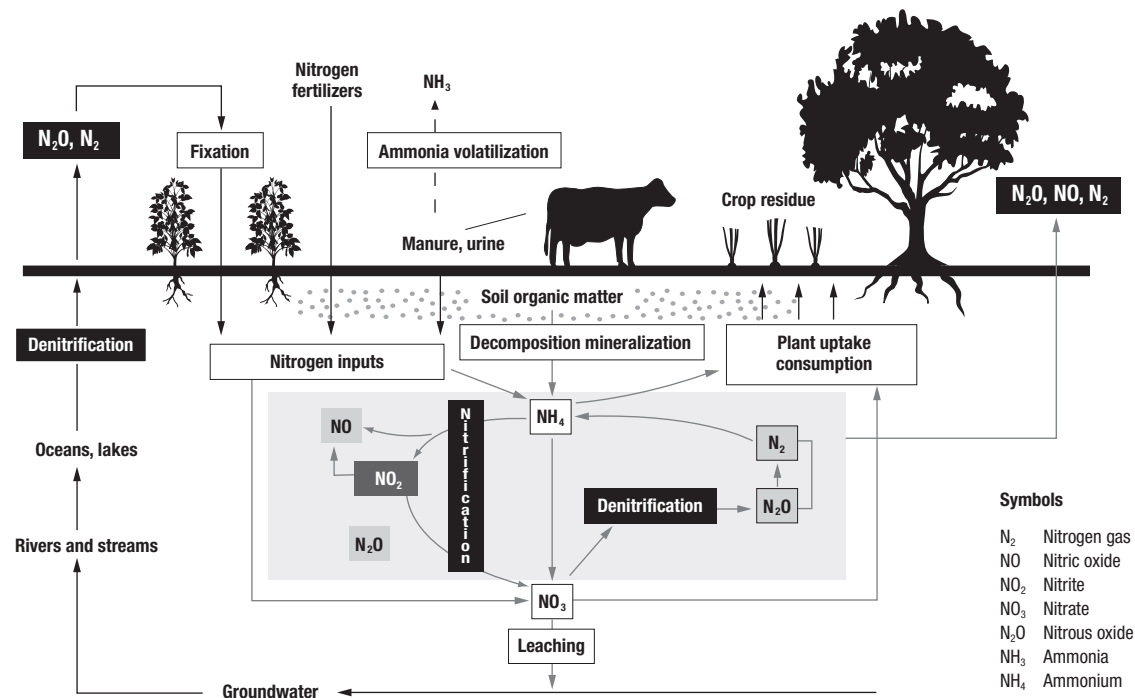 Nitrogen
fertilizers
NH₃
N₂O, N₂
Fixation
Ammonia volatilization
Manure, urine
Crop residue
N₂O, NO, N₂
Soil organic matter
Denitrification
Nitrogen inputs
Decomposition mineralization
Plant uptake
consumption
NH₄
NO
Nitrification
N₂
NO₂
Denitrification
N₂O
N₂O
NO₃
Leaching
Oceans, lakes
Rivers and streams
Groundwater
Symbols
N₂ Nitrogen gas
NO Nitric oxide
NO₂ Nitrite
NO₃ Nitrate
N₂O Nitrous oxide
NH₃ Ammonia
NH₄ Ammonium